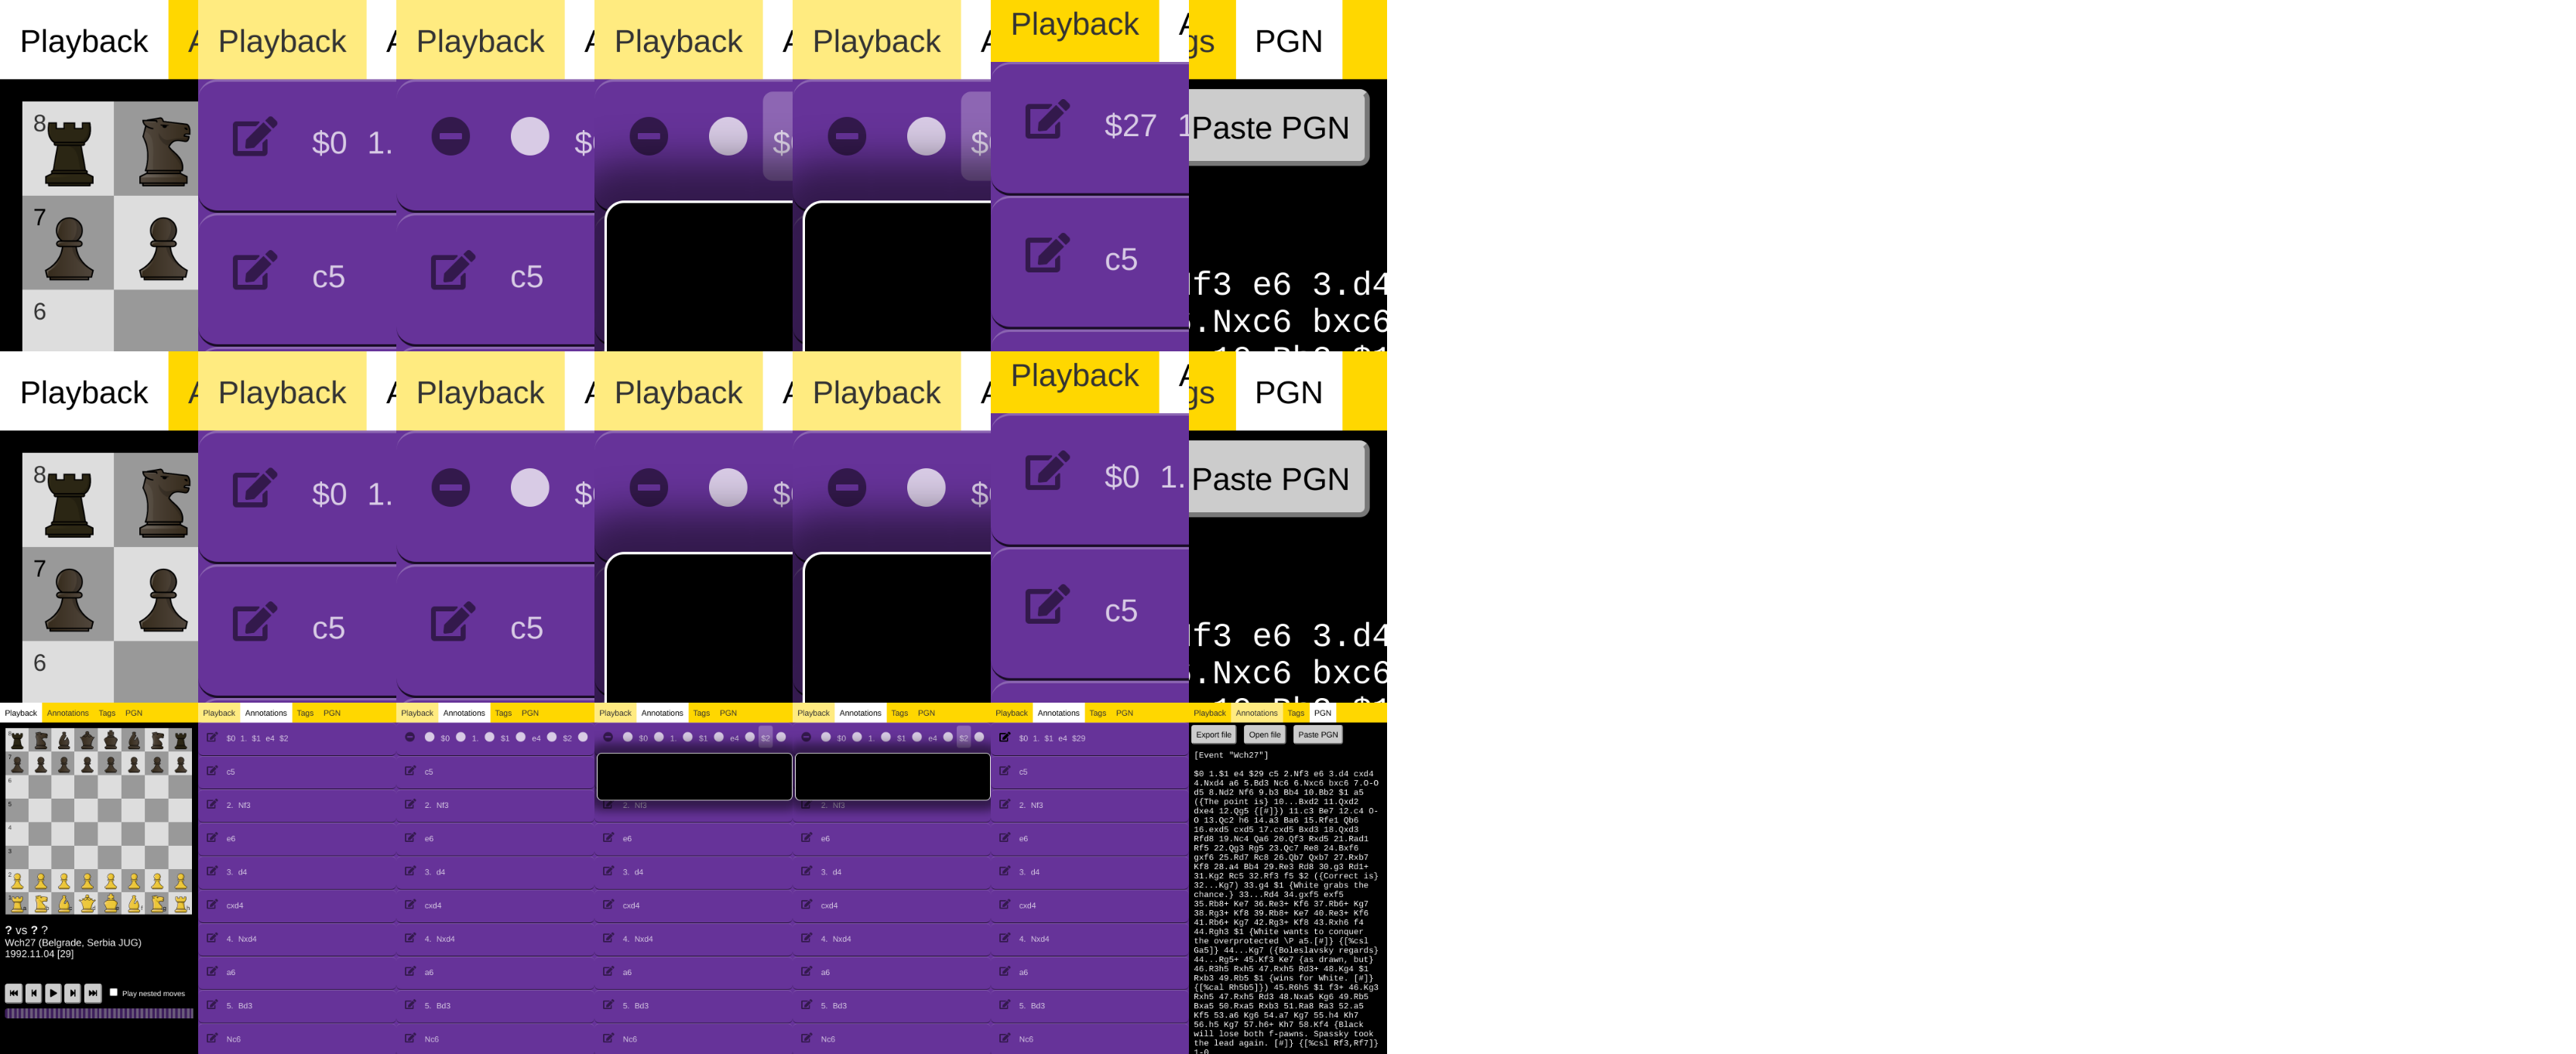 Playback A
8
7
6
Playback A
$0 1.
c5
Playback A
c5
Playback A
Playback A
Playback
$27 1
c5
gs PGN
Paste PGN
f3 e6 3.d4
.Nxc6 bxc6
Playback A
8
7
6
Playback A
$0 1.
c5
Playback A
c5
Playback A
Playback A
Playback
$0 1.
c5
gs PGN
Paste PGN
f3 e6 3.d4
.Nxc6 bxc6
Playback Annotations Tags PGN
? vs ? ?
Wch27 (Belgrade, Serbia JUG)
1992.11.04 [29]
Play nested moves
Playback Annotations Tags PGN
$0 1. $1 e4 $2
c5
2. Nf3
e6
3. d4
cxd4
4. Nxd4
a6
5. Bd3
Nc6
Playback Annotations Tags PGN
$0 1. $1 e4 $2
c5
2. Nf3
e6
3. d4
cxd4
4. Nxd4
a6
5. Bd3
Nc6
Playback Annotations Tags PGN
$0 1. $1 e4 $2
2. Nf3
e6
3. d4
cxd4
4. Nxd4
a6
5. Bd3
Nc6
Playback Annotations Tags PGN
$0 1. $1 e4 $2
2. Nf3
e6
3. d4
cxd4
4. Nxd4
a6
5. Bd3
Nc6
Playback Annotations Tags PGN
$0 1. $1 e4 $29
c5
2. Nf3
e6
3. d4
cxd4
4. Nxd4
a6
5. Bd3
Nc6
Playback Annotations Tags PGN
Export file Open file Paste PGN
[Event "Wch27"]
$0 1.$1 e4 $29 c5 2.Nf3 e6 3.d4 cxd4
4.Nxd4 a6 5.Bd3 Nc6 6.Nxc6 bxc6 7.O-O
d5 8.Nd2 Nf6 9.b3 Bb4 10.Bb2 $1 a5
({The point is} 10...Bxd2 11.Qxd2
dxe4 12.Qg5 {[#]}) 11.c3 Be7 12.c4 O-
O 13.Qc2 h6 14.a3 Ba6 15.Rfe1 Qb6
16.exd5 cxd5 17.cxd5 Bxd3 18.Qxd3
Rfd8 19.Nc4 Qa6 20.Qf3 Rxd5 21.Rad1
Rf5 22.Qg3 Rg5 23.Qc7 Re8 24.Bxf6
gxf6 25.Rd7 Rc8 26.Qb7 Qxb7 27.Rxb7
Kf8 28.a4 Bb4 29.Re3 Rd8 30.g3 Rd1+
31.Kg2 Rc5 32.Rf3 f5 $2 ({Correct is}
32...Kg7) 33.g4 $1 {White grabs the
chance.} 33...Rd4 34.gxf5 exf5
35.Rb8+ Ke7 36.Re3+ Kf6 37.Rb6+ Kg7
38.Rg3+ Kf8 39.Rb8+ Ke7 40.Re3+ Kf6
41.Rb6+ Kg7 42.Rg3+ Kf8 43.Rxh6 f4
44.Rgh3 $1 {White wants to conquer
the overprotected \P a5.[#]} {[%csl
Ga5]} 44...Kg7 ({Boleslavsky regards}
44...Rg5+ 45.Kf3 Ke7 {as drawn, but}
46.R3h5 Rxh5 47.Rxh5 Rd3+ 48.Kg4 $1
Rxb3 49.Rb5 $1 {wins for White. [#]}
{[%cal Rh5b5]}) 45.R6h5 $1 f3+ 46.Kg3
Rxh5 47.Rxh5 Rd3 48.Nxa5 Kg6 49.Rb5
Bxa5 50.Rxa5 Rxb3 51.Ra8 Ra3 52.a5
Kf5 53.a6 Kg6 54.a7 Kg7 55.h4 Kh7
56.h5 Kg7 57.h6+ Kh7 58.Kf4 {Black
will lose both f-pawns. Spassky took
the lead again. [#]} {[%csl Rf3,Rf7]}
1-0